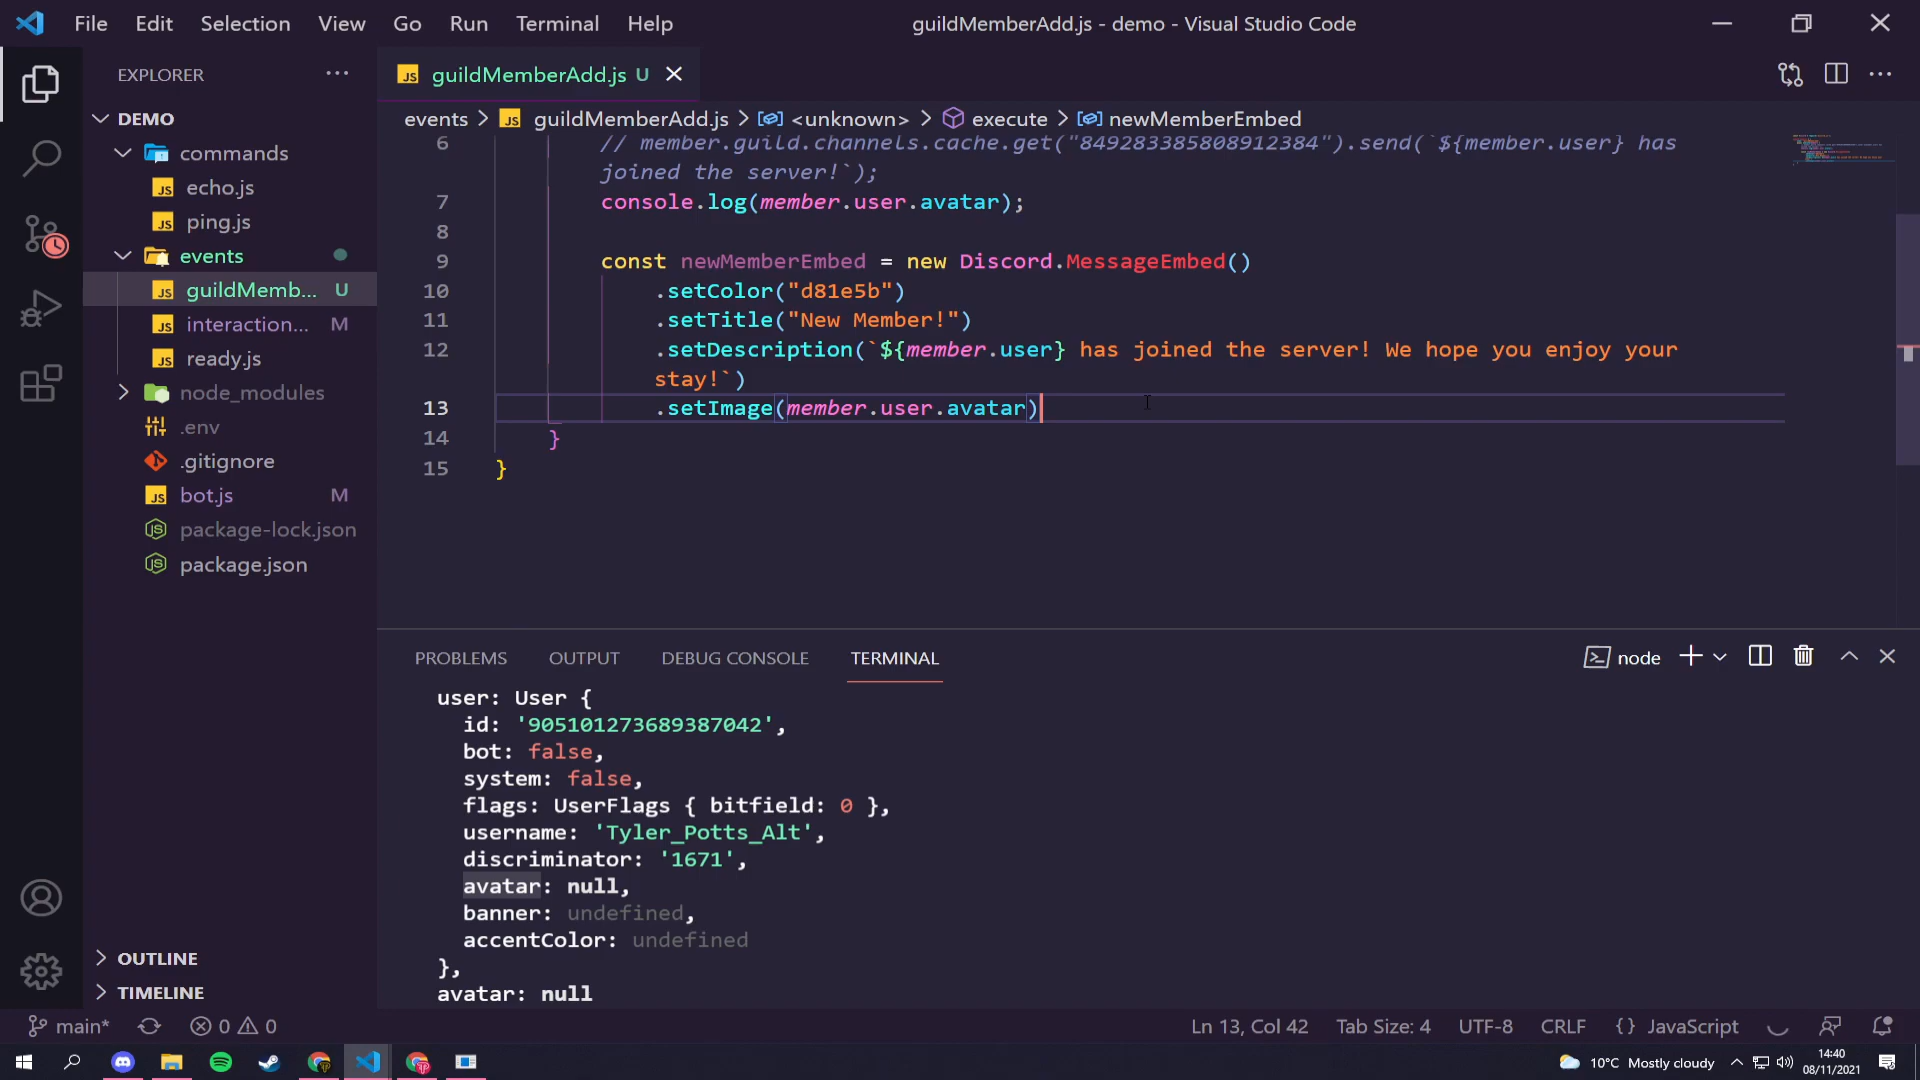 File Edit Selection View Go Run Terminal Help
guildMemberAdd.js - demo - Visual Studio Code
EXPLORER
DEMO
commands
echo.js
ping.js
events
guildMemb... U
interaction... M
ready.js
node_modules
.env
.gitignore
bot.js M
package-lock.json
package.json
OUTLINE
TIMELINE
JS guildMemberAdd.js U
events > JS guildMemberAdd.js > <unknown> > execute > newMemberEmbed
6 // member.guild.channels.cache.get("849283385808912384").send(`${member.user} has
joined the server!`);
7 console.log(member.user.avatar);
8
9 const newMemberEmbed = new Discord.MessageEmbed()
10 .setColor("d81e5b")
11 .setTitle("New Member!")
12 .setDescription(`${member.user} has joined the server! We hope you enjoy your
stay!`)
13 .setImage(member.user.avatar)
14 }
15 }
PROBLEMS OUTPUT DEBUG CONSOLE TERMINAL
node
user: User {
id: '905101273689387042',
bot: false,
system: false,
flags: UserFlags { bitfield: 0 },
username: 'Tyler_Potts_Alt',
discriminator: '1671',
avatar: null,
banner: undefined,
accentColor: undefined
},
avatar: null
main* 0 0
Ln 13, Col 42 Tab Size: 4 UTF-8 CRLF {} JavaScript
10°C Mostly cloudy
14:40
08/11/2021